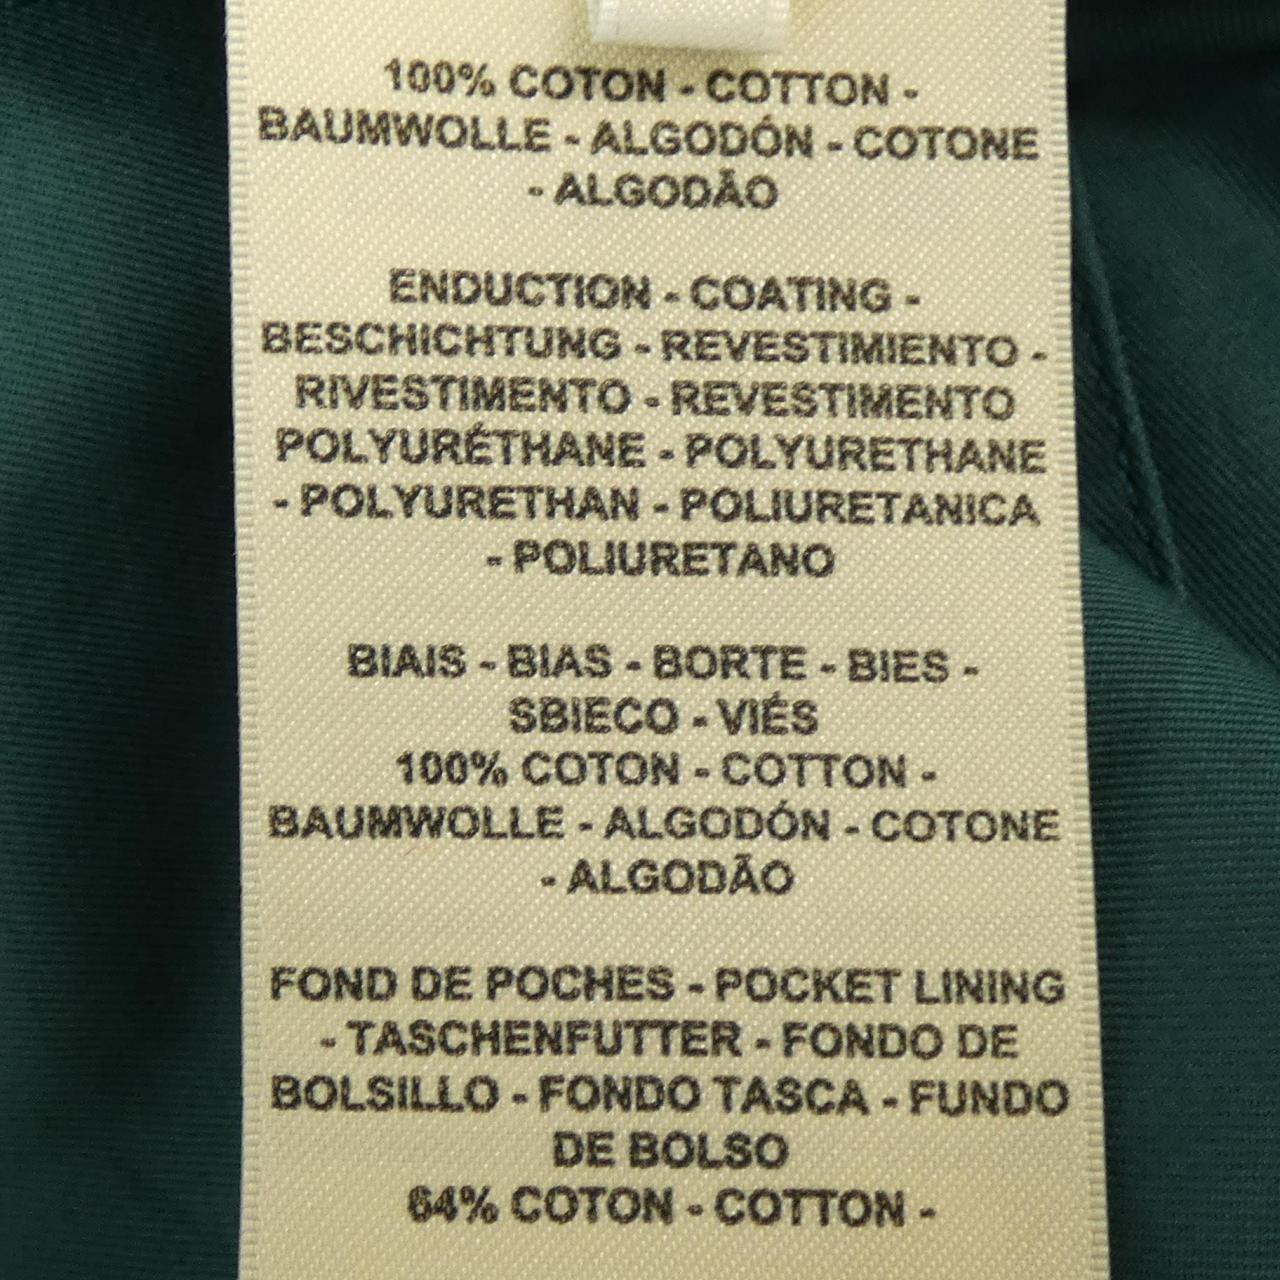 100% COTON - COTTON -
BAUMWOLLE - ALGODÓN - COTONE
- ALGODÃO
ENDUCTION - COATING -
BESCHICHTUNG - REVESTIMIENTO -
RIVESTIMENTO - REVESTIMENTO
POLYURÉTHANE - POLYURETHANE
- POLYURETHAN - POLIURETANICA
- POLIURETANO
BIAIS - BIAS - BORTE - BIES -
SBIECO - VIÉS
100% COTON - COTTON -
BAUMWOLLE - ALGODÓN - COTONE
- ALGODÃO
FOND DE POCHES - POCKET LINING
- TASCHENFUTTER - FONDO DE
BOLSILLO - FONDO TASCA - FUNDO
DE BOLSO
64% COTON - COTTON -